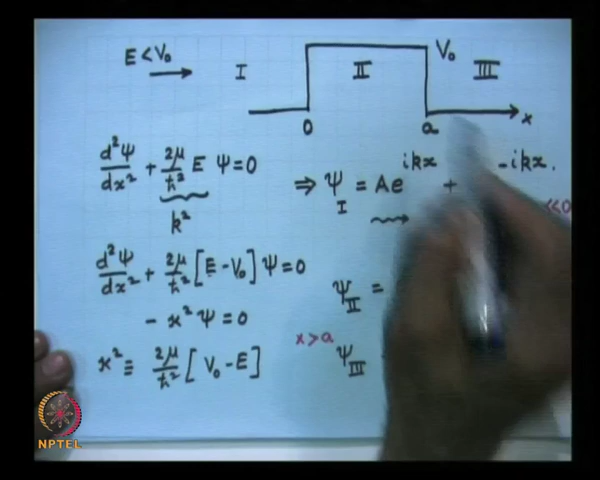 E < V₀
I
II
V₀
III
0
a
x
d²Ψ/dx² + 2μ/ħ² E Ψ = 0
k²
⇒ Ψ_I = A e^{ikx} + -ikx.
<0
d²Ψ/dx² + 2μ/ħ² [E - V₀] Ψ = 0
Ψ_II =
- κ² Ψ = 0
κ² ≡ 2μ/ħ² [V₀ - E]
x > a
Ψ_III
NPTEL